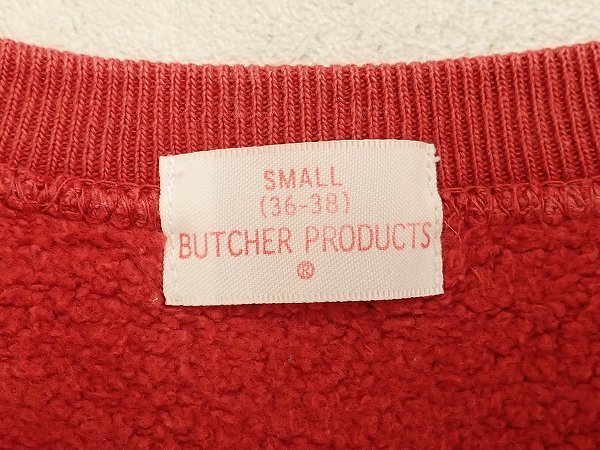 SMALL
(36-38)
BUTCHER PRODUCTS
®